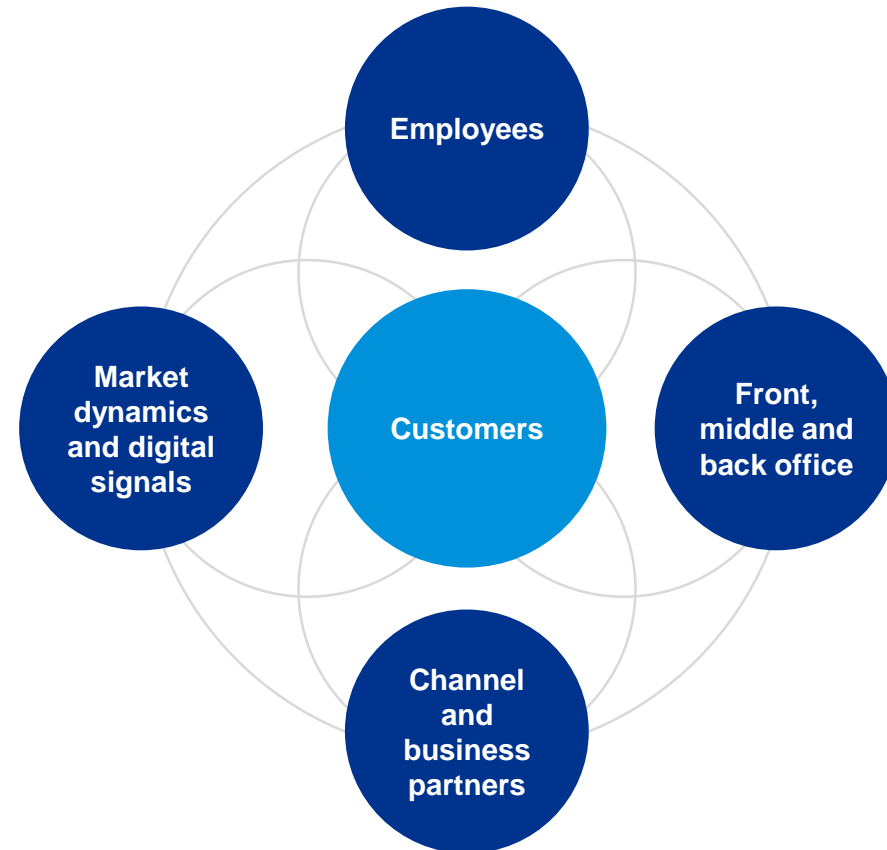 Employees
Market
dynamics
and digital
signals
Customers
Front,
middle and
back office
Channel
and
business
partners